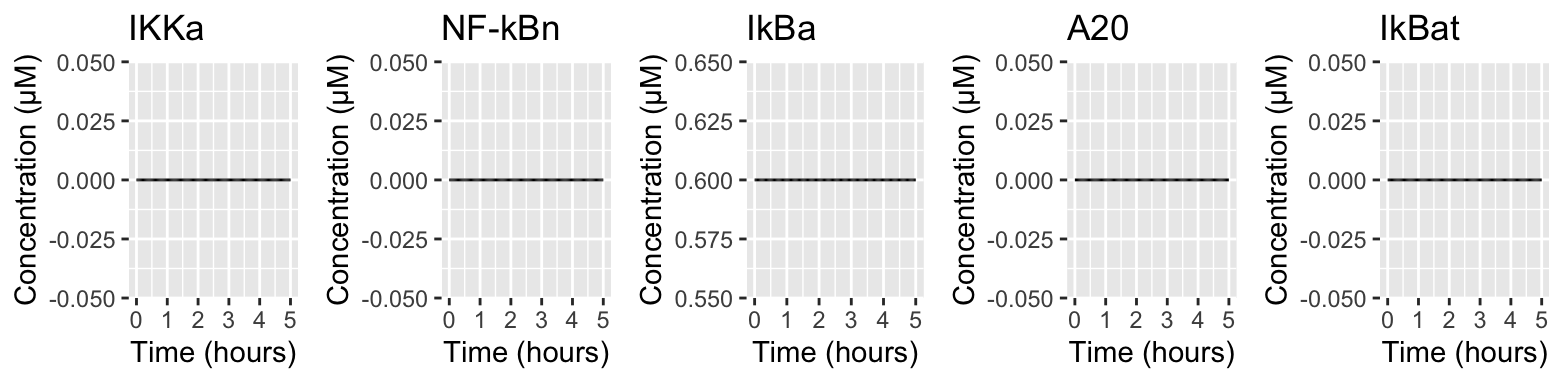 IKKa
Concentration (µM)
0.050
0.025
0.000
-0.025
-0.050
0 1 2 3 4 5
Time (hours)
NF-kBn
Concentration (µM)
0.050
0.025
0.000
-0.025
-0.050
0 1 2 3 4 5
Time (hours)
IkBa
Concentration (µM)
0.650
0.625
0.600
0.575
0.550
0 1 2 3 4 5
Time (hours)
A20
Concentration (µM)
0.050
0.025
0.000
-0.025
-0.050
0 1 2 3 4 5
Time (hours)
IkBat
Concentration (µM)
0.050
0.025
0.000
-0.025
-0.050
0 1 2 3 4 5
Time (hours)